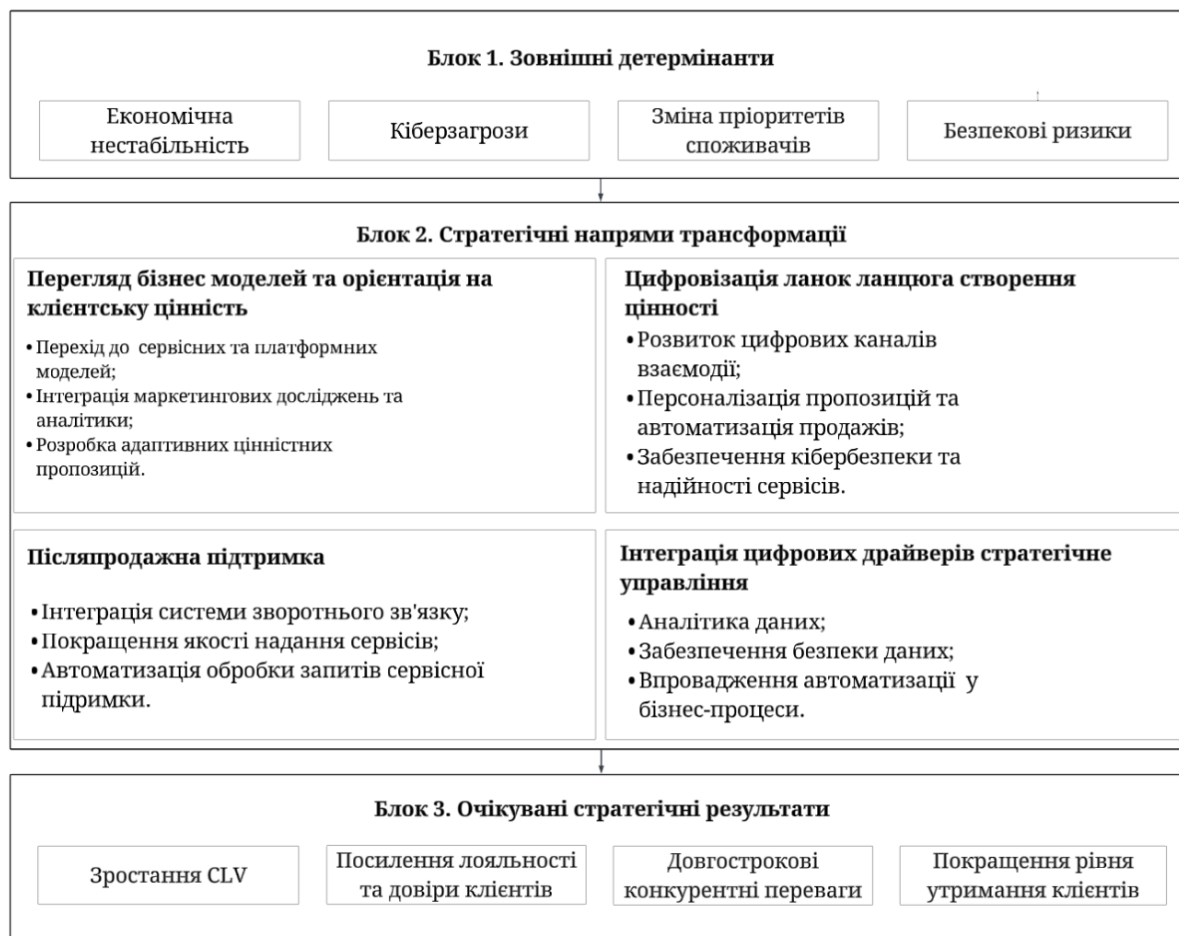 Блок 1. Зовнішні детермінанти
Економічна
нестабільність
Кіберзагрози
Зміна пріоритетів
споживачів
Безпекові ризики
Блок 2. Стратегічні напрями трансформації
Перегляд бізнес моделей та орієнтація на
клієнтську цінність
• Перехід до сервісних та платформних
моделей;
• Інтеграція маркетингових досліджень та
аналітики;
• Розробка адаптивних цінністних
пропозицій.
Цифровізація ланок ланцюга створення
цінності
• Розвиток цифрових каналів
взаємодії;
• Персоналізація пропозицій та
автоматизація продажів;
• Забезпечення кібербезпеки та
надійності сервісів.
Післяпродажна підтримка
• Інтеграція системи зворотнього зв'язку;
• Покращення якості надання сервісів;
• Автоматизація обробки запитів сервісної
підримки.
Інтеграція цифрових драйверів стратегічне
управління
• Аналітика даних;
• Забезпечення безпеки даних;
• Впровадження автоматизації у
бізнес-процеси.
Блок 3. Очікувані стратегічні результати
Зростання CLV
Посилення лояльності
та довіри клієнтів
Довгострокові
конкурентні переваги
Покращення рівня
утримання клієнтів